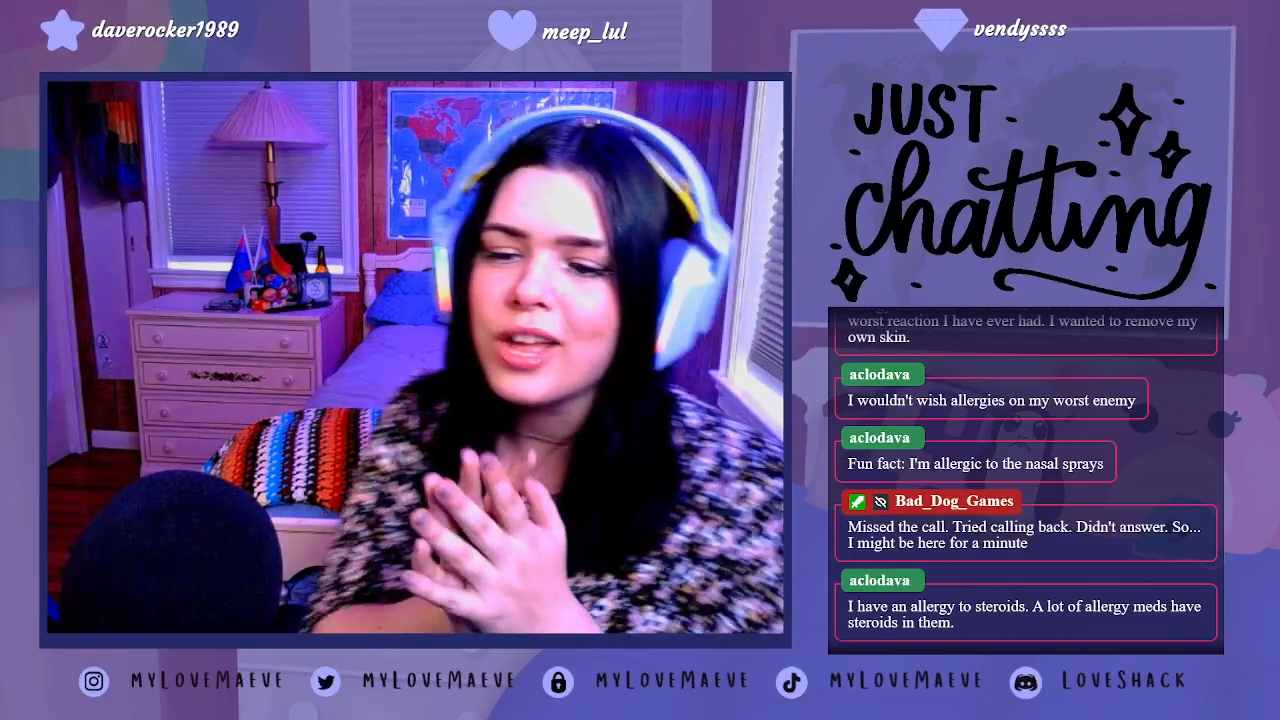 daverocker1989
meep_lul
vendyssss
JUST
chatting
worst reaction I have ever had. I wanted to remove my
own skin.
aclodava
I wouldn't wish allergies on my worst enemy
aclodava
Fun fact: I'm allergic to the nasal sprays
Bad_Dog_Games
Missed the call. Tried calling back. Didn't answer. So...
I might be here for a minute
aclodava
I have an allergy to steroids. A lot of allergy meds have
steroids in them.
MYLOVEMAEVE
MYLOVEMAEVE
MYLOVEMAEVE
MYLOVEMAEVE
LOVESHACK